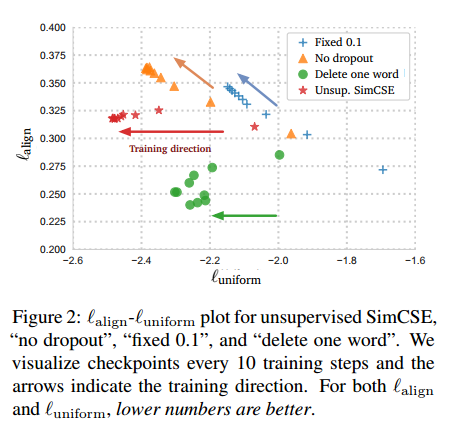 0.400
0.375
0.350
0.325
0.300
0.275
0.250
0.225
0.200
ℓalign
Fixed 0.1
No dropout
Delete one word
Unsup. SimCSE
Training direction
−2.6 −2.4 −2.2 −2.0 −1.8 −1.6
ℓuniform
Figure 2: ℓalign-ℓuniform plot for unsupervised SimCSE,
“no dropout”, “fixed 0.1”, and “delete one word”. We
visualize checkpoints every 10 training steps and the
arrows indicate the training direction. For both ℓalign
and ℓuniform, lower numbers are better.